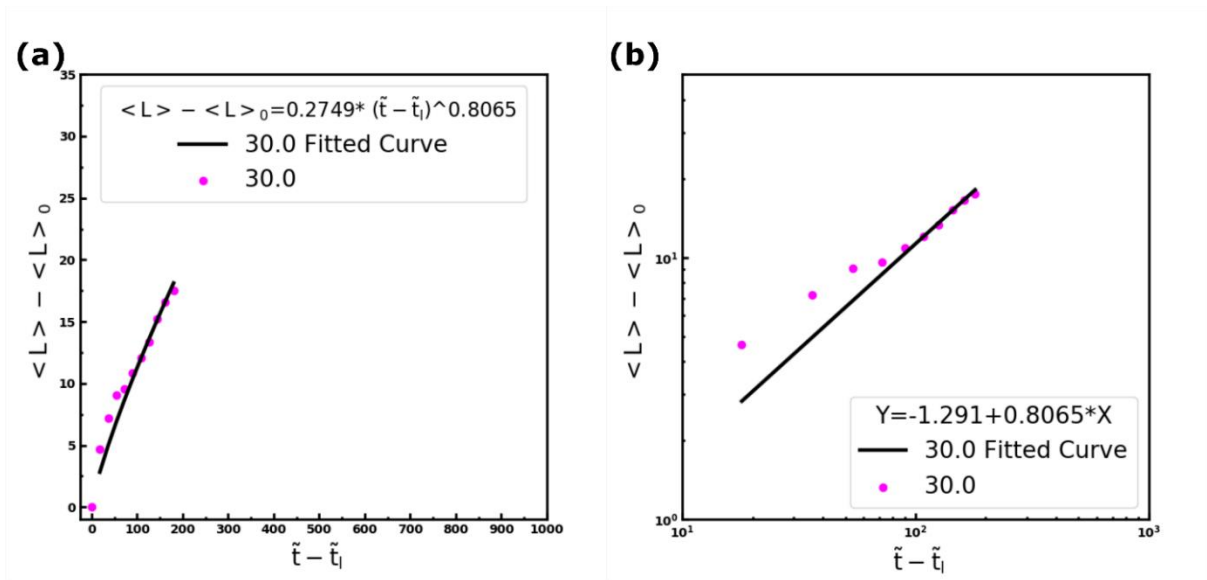 (a)
35
30
25
20
15
10
5
0
<L> − <L>₀
<L> − <L>₀=0.2749* (t̃ − t̃ₗ)^0.8065
30.0 Fitted Curve
30.0
0 100 200 300 400 500 600 700 800 900 1000
t̃ − t̃ₗ
(b)
10¹
10⁰
<L> − <L>₀
Y=-1.291+0.8065*X
30.0 Fitted Curve
30.0
10¹ 10² 10³
t̃ − t̃ₗ